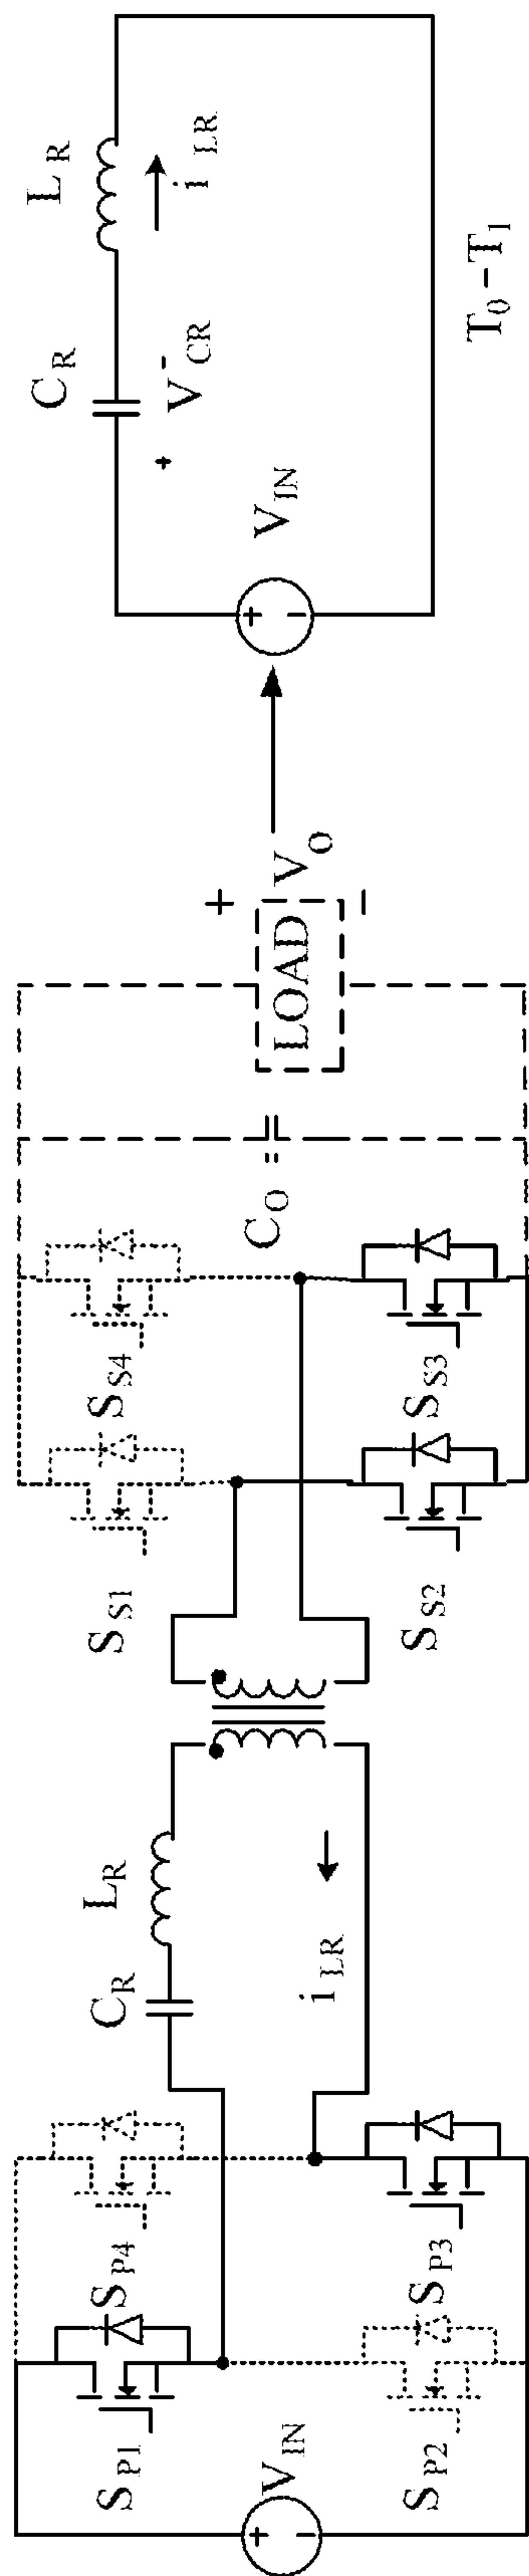 V_IN
S_P1
S_P4
S_P2
S_P3
C_R
L_R
i_LR
S_S1
S_S4
S_S2
S_S3
C_O
LOAD
+
V_O
−
V_IN
C_R
L_R
+ V_CR -
i_LR
T_0 − T_1